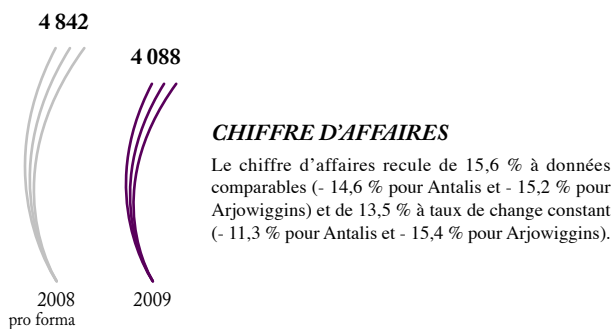 4 842
4 088
2008
pro forma
2009
CHIFFRE D'AFFAIRES
Le chiffre d'affaires recule de 15,6 % à données
comparables (- 14,6 % pour Antalis et - 15,2 % pour
Arjowiggins) et de 13,5 % à taux de change constant
(- 11,3 % pour Antalis et - 15,4 % pour Arjowiggins).